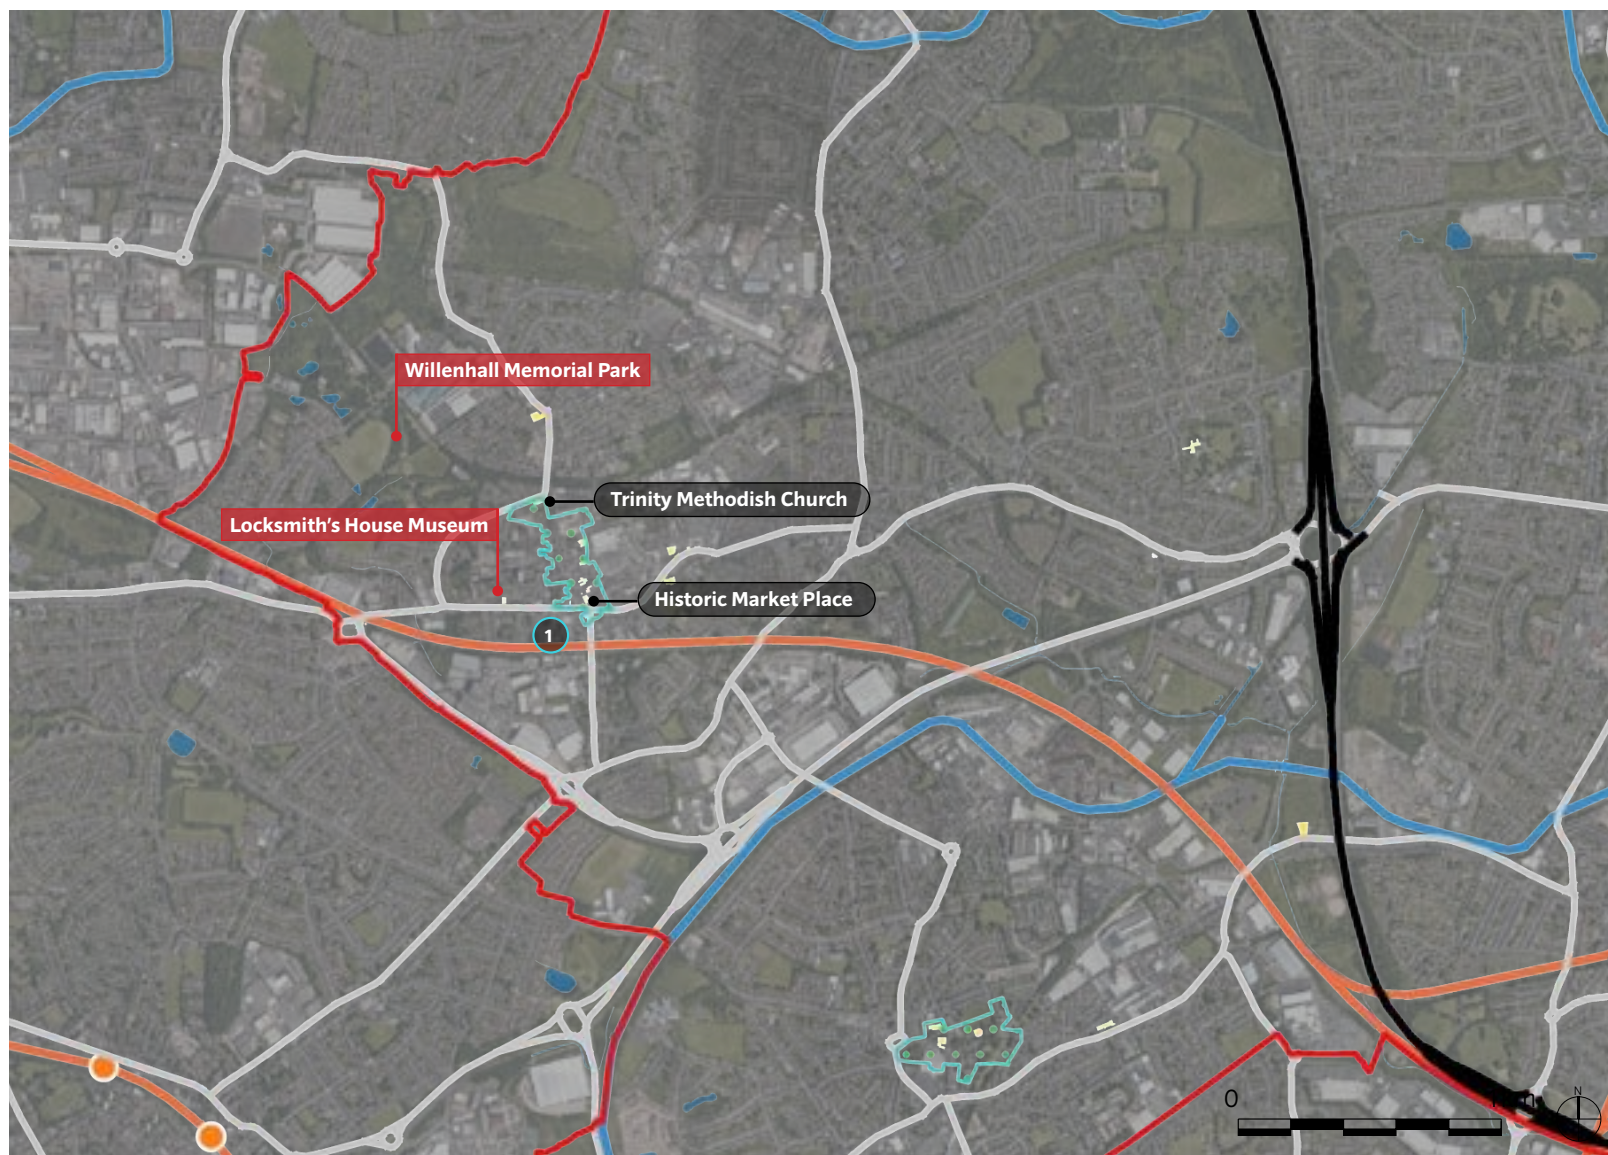 Willenhall Memorial Park
Trinity Methodish Church
Locksmith's House Museum
Historic Market Place
1
0
N